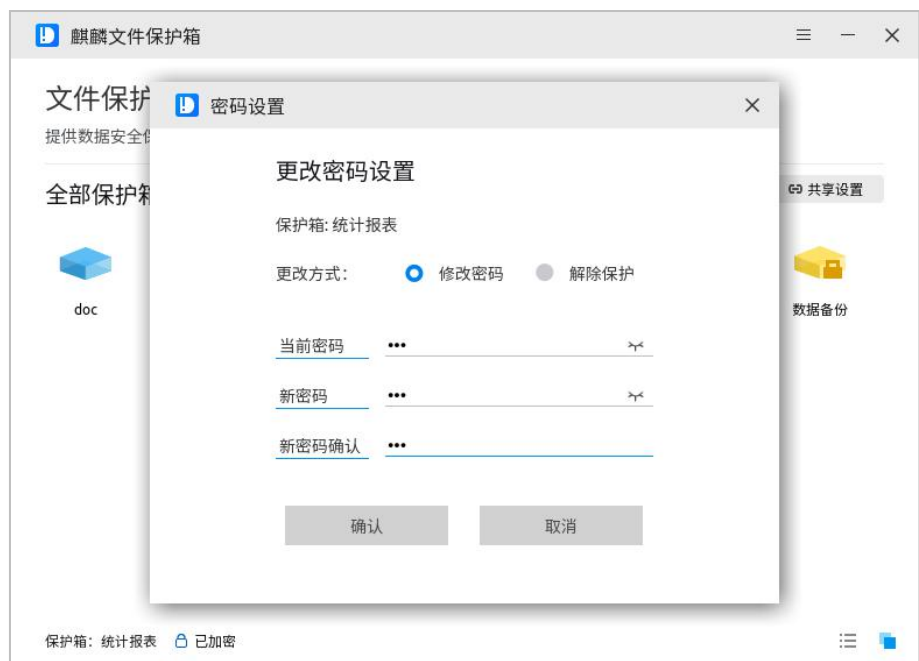 麒麟文件保护箱
文件保护
提供数据安全
全部保护
共享设置
doc
数据备份
密码设置
更改密码设置
保护箱: 统计报表
更改方式：
修改密码
解除保护
当前密码 •••
新密码 •••
新密码确认 •••
确认
取消
保护箱：统计报表
已加密